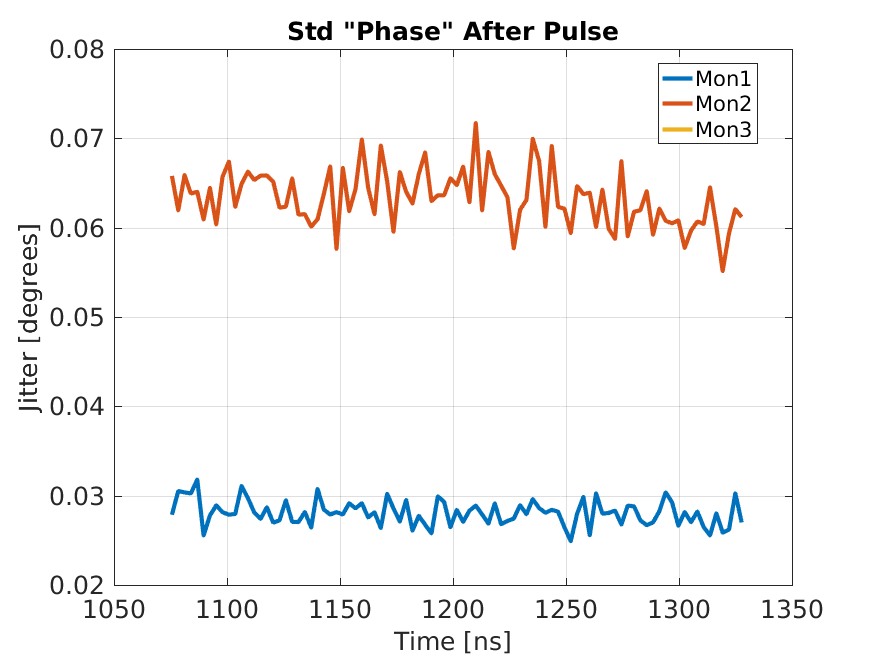 Std "Phase" After Pulse
Mon1
Mon2
Mon3
0.08
0.07
0.06
0.05
0.04
0.03
0.02
Jitter [degrees]
1050 1100 1150 1200 1250 1300 1350
Time [ns]